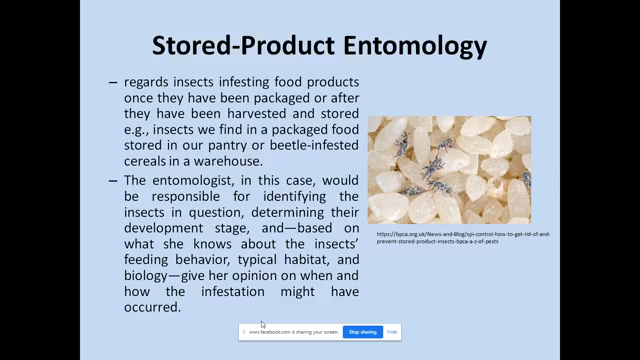 Stored-Product Entomology
– regards insects infesting food products
once they have been packaged or after
they have been harvested and stored
e.g., insects we find in a packaged food
stored in our pantry or beetle-infested
cereals in a warehouse.
– The entomologist, in this case, would
be responsible for identifying the
insects in question, determining their
development stage, and—based on
what she knows about the insects’
feeding behavior, typical habitat, and
biology—give her opinion on when and
how the infestation might have
occurred.
https://bpca.org.uk/News-and-Blog/spi-control-how-to-get-rid-of-and-
prevent-stored-product-insects-bpca-a-z-of-pests
www.facebook.com is sharing your screen. Stop sharing Hide